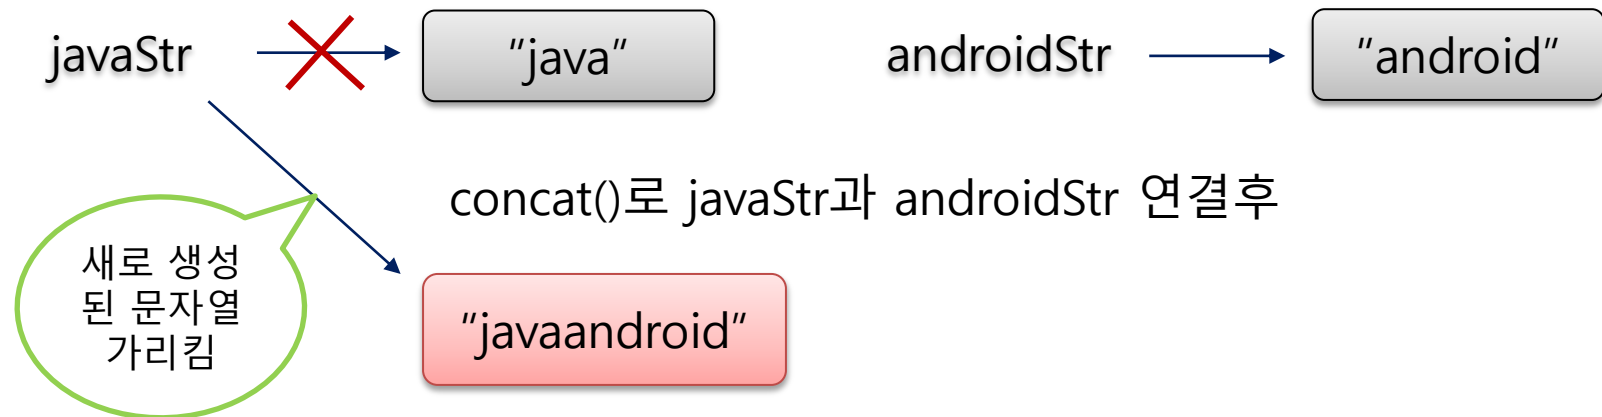 javaStr
"java"
androidStr
"android"
concat()로 javaStr과 androidStr 연결후
새로 생성
된 문자열
가리킴
"javaandroid"